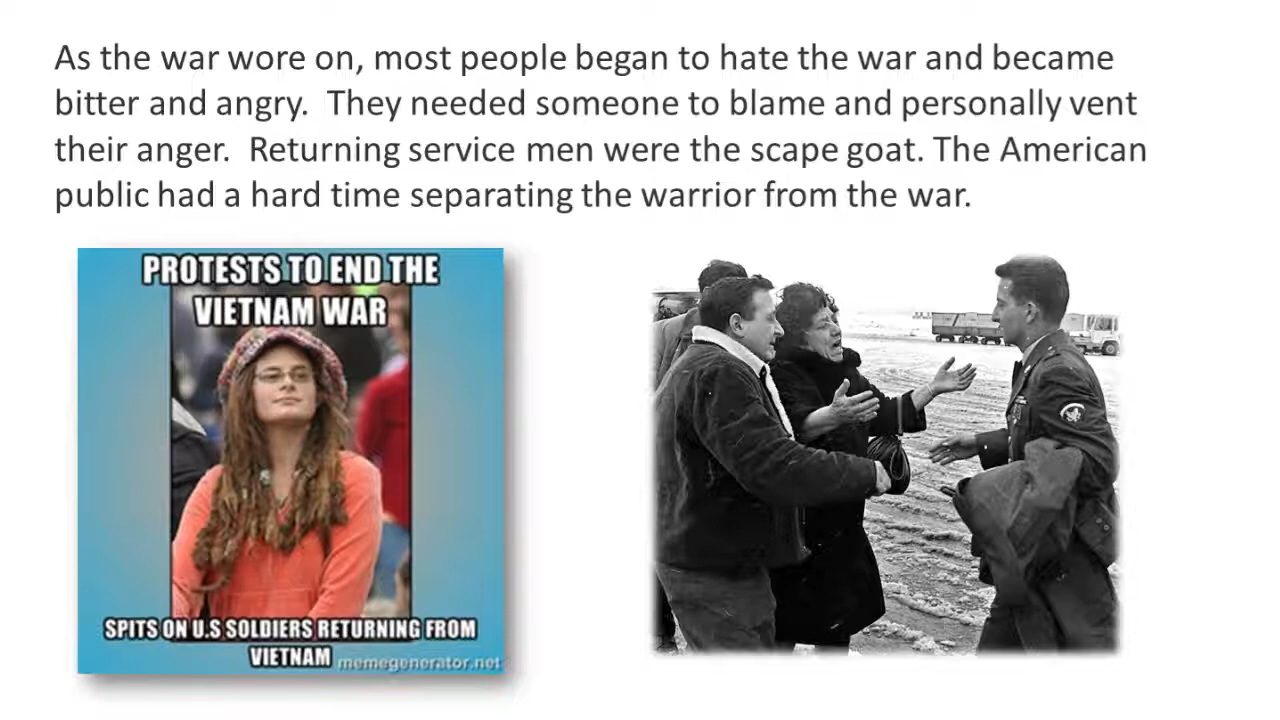 As the war wore on, most people began to hate the war and became
bitter and angry.  They needed someone to blame and personally vent
their anger.  Returning service men were the scape goat. The American
public had a hard time separating the warrior from the war.
PROTESTS TO END THE
VIETNAM WAR
SPITS ON U.S SOLDIERS RETURNING FROM
VIETNAM
memegenerator.net